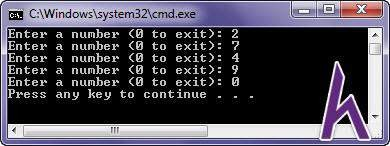 C:\Windows\system32\cmd.exe
Enter a number (0 to exit): 2
Enter a number (0 to exit): 7
Enter a number (0 to exit): 4
Enter a number (0 to exit): 9
Enter a number (0 to exit): 0
Press any key to continue . . .